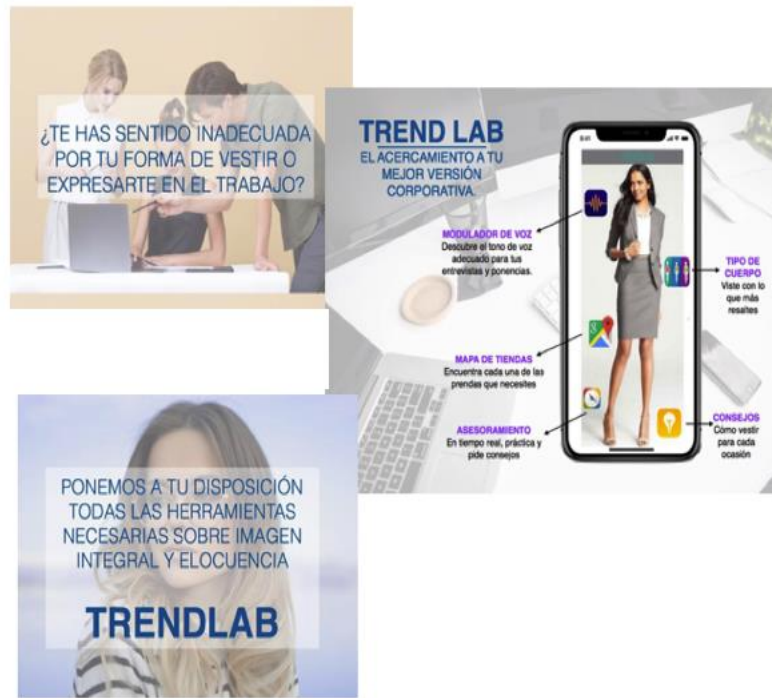 ¿TE HAS SENTIDO INADECUADA
POR TU FORMA DE VESTIR O
EXPRESARTE EN EL TRABAJO?
TREND LAB
EL ACERCAMIENTO A TU
MEJOR VERSIÓN
CORPORATIVA.
MODULADOR DE VOZ
Descubre el tono de voz
adecuado para tus
entrevistas y ponencias.
TIPO DE
CUERPO
Viste con lo
que más
resaltes
MAPA DE TIENDAS
Encuentra cada una de las
prendas que necesites
ASESORAMIENTO
En tiempo real, práctica y
pide consejos
CONSEJOS
Cómo vestir
para cada
ocasión
PONEMOS A TU DISPOSICIÓN
TODAS LAS HERRAMIENTAS
NECESARIAS SOBRE IMAGEN
INTEGRAL Y ELOCUENCIA
TRENDLAB